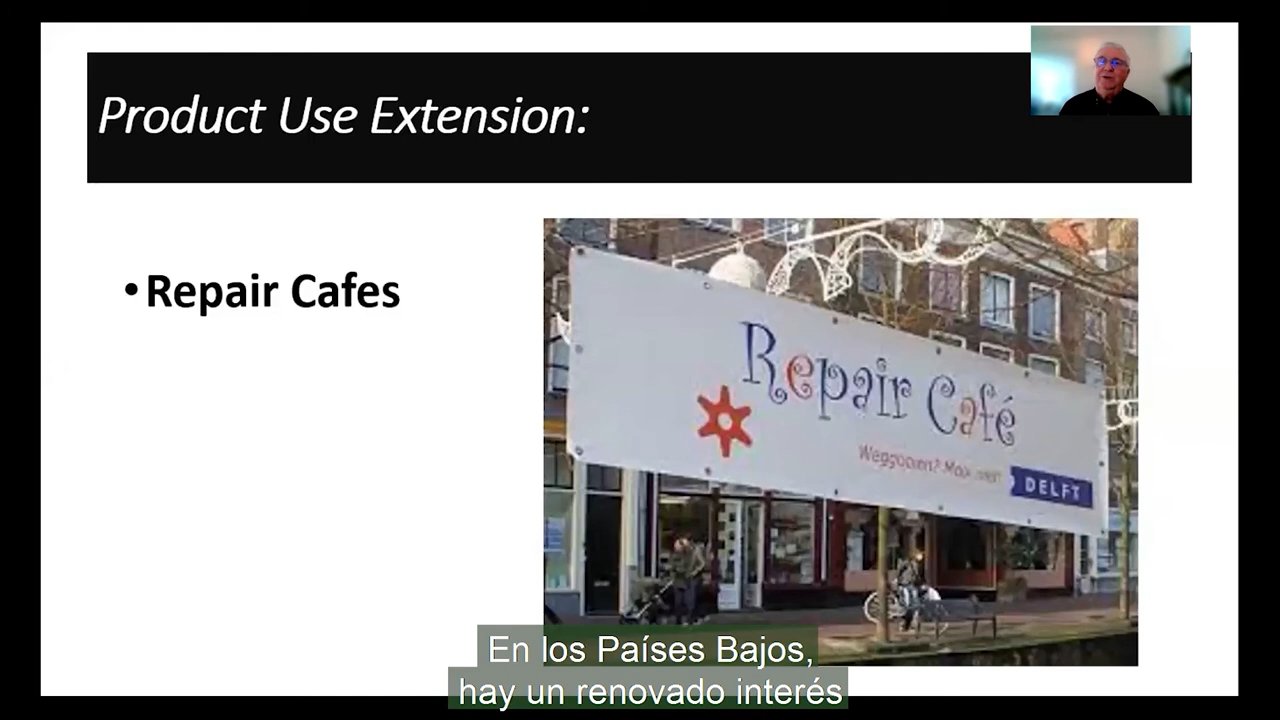 Product Use Extension:
•Repair Cafes
Repair Café
Weggooien? Mooi niet!
DELFT
En los Países Bajos,
hay un renovado interés